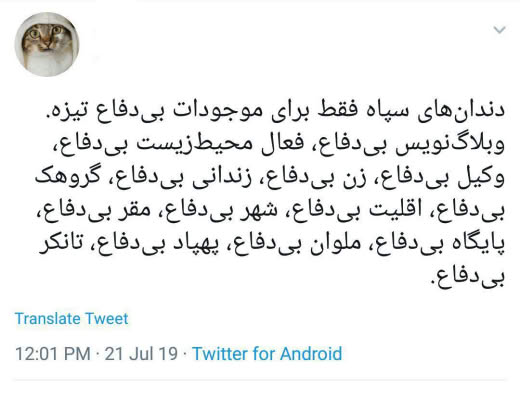 دندان‌های سپاه فقط برای موجودات بی‌دفاع تیزه.
وبلاگ‌نویس بی‌دفاع، فعال محیط‌زیست بی‌دفاع،
وکیل بی‌دفاع، زن بی‌دفاع، زندانی بی‌دفاع، گروهک
بی‌دفاع، اقلیت بی‌دفاع، شهر بی‌دفاع، مقر بی‌دفاع،
پایگاه بی‌دفاع، ملوان بی‌دفاع، پهپاد بی‌دفاع، تانکر
بی‌دفاع.
Translate Tweet
12:01 PM · 21 Jul 19 · Twitter for Android